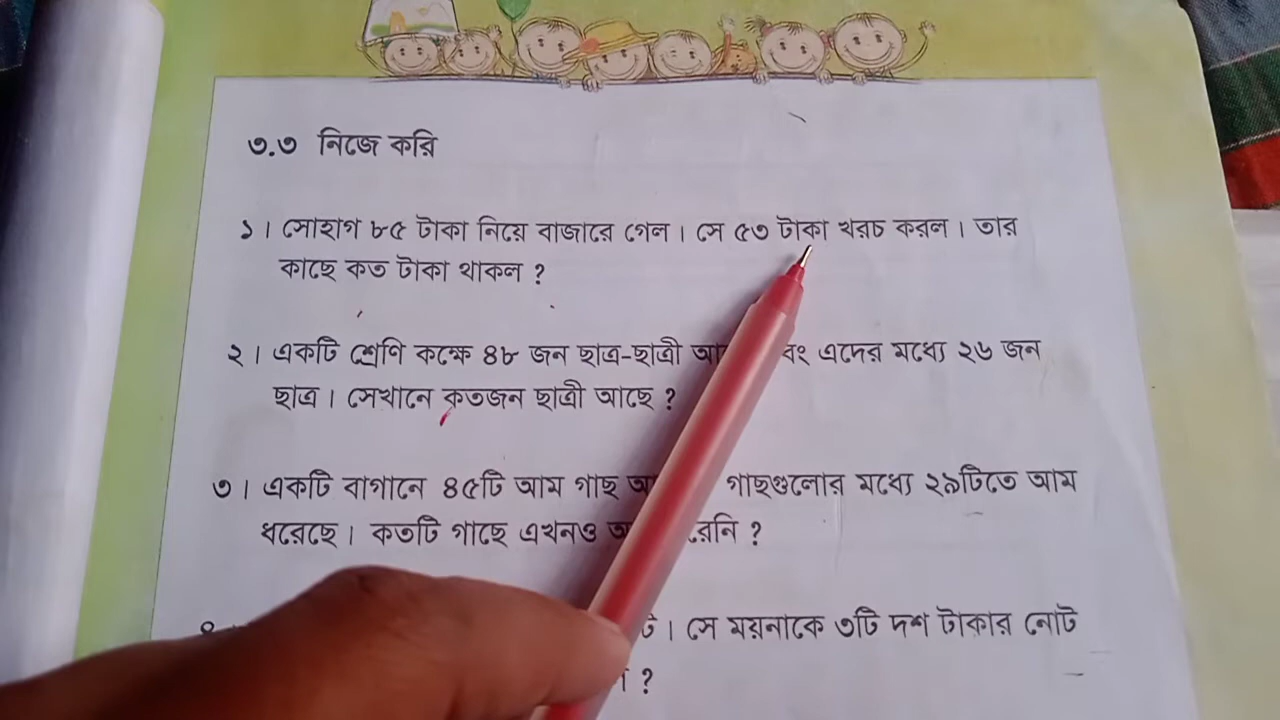 ৩.৩ নিজে করি
১। সোহাগ ৮৫ টাকা নিয়ে বাজারে গেল। সে ৫৩ টাকা খরচ করল। তার
কাছে কত টাকা থাকল ?
২। একটি শ্রেণি কক্ষে ৪৮ জন ছাত্র-ছাত্রী এদের মধ্যে ২৬ জন
ছাত্র। সেখানে কতজন ছাত্রী আছে ?
৩। একটি বাগানে ৪৫টি আম গাছ গাছগুলোর মধ্যে ২৯টিতে আম
ধরেছে। কতটি গাছে এখনও ?
। সে ময়নাকে ৩টি দশ টাকার নোট
?